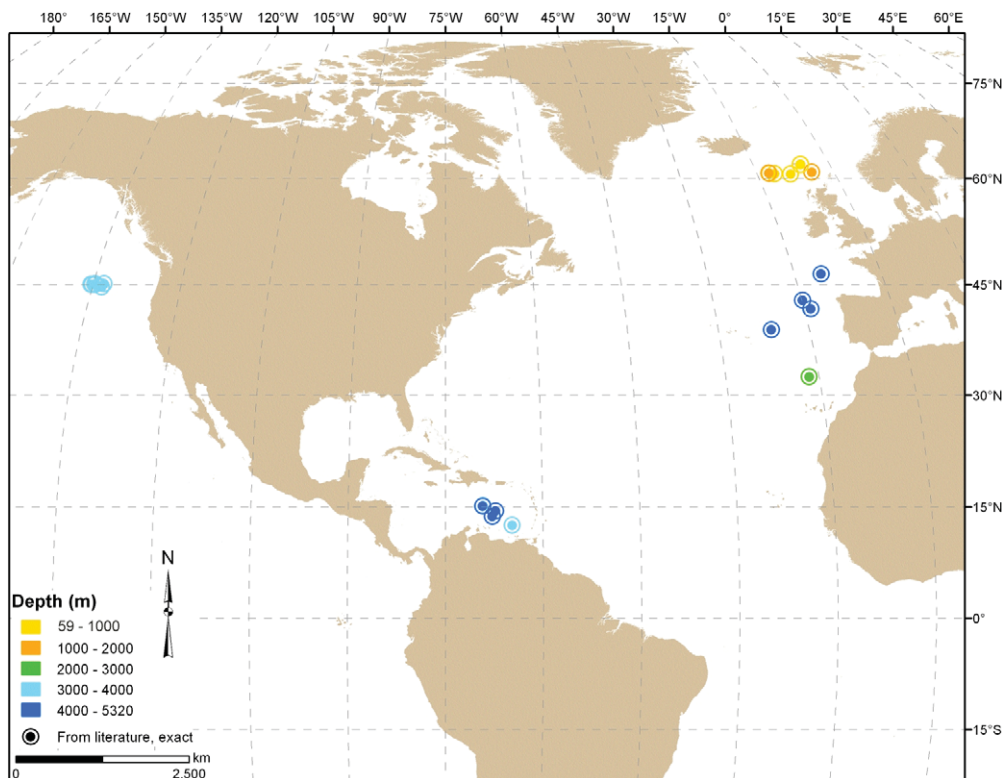 180° 165°W 150°W 135°W 120°W 105°W 90°W 75°W 60°W 45°W 30°W 15°W 0° 15°E 30°E 45°E 60°E
75°N
60°N
45°N
30°N
15°N
0°
15°S
N
Depth (m)
59 - 1000
1000 - 2000
2000 - 3000
3000 - 4000
4000 - 5320
From literature, exact
km
0 2.500